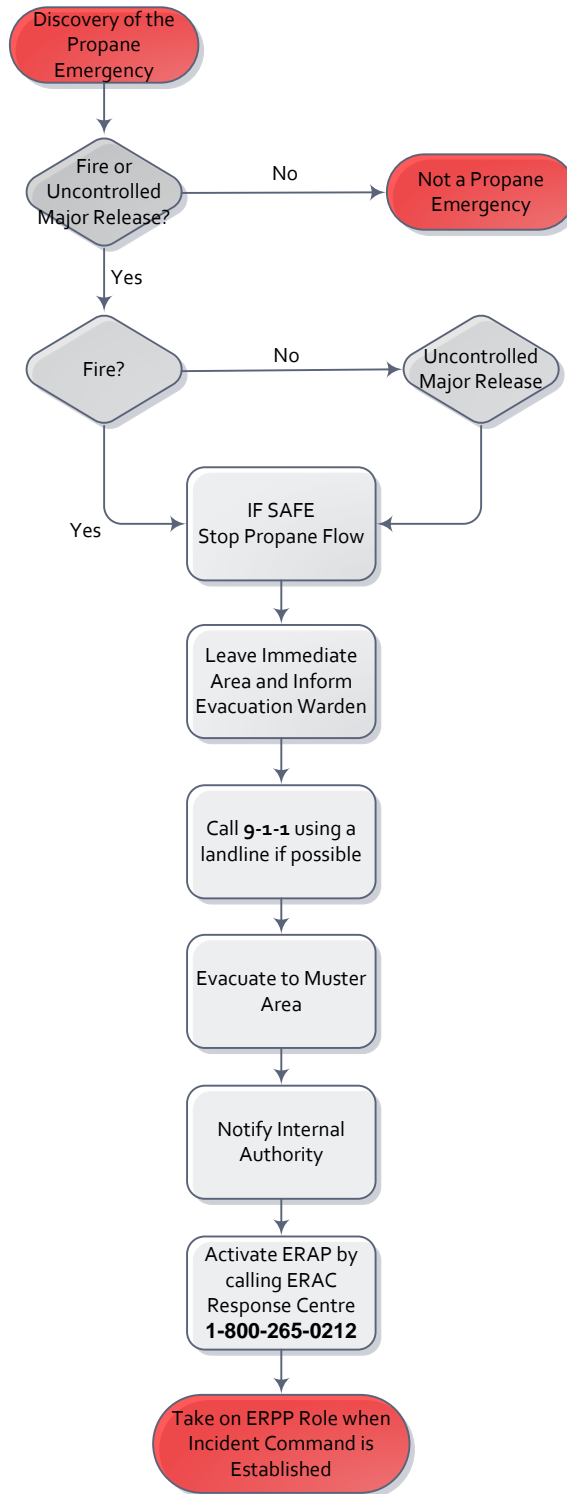 Discovery of the
Propane
Emergency
Fire or
Uncontrolled
Major Release?
No
Not a Propane
Emergency
Yes
Fire?
No
Uncontrolled
Major Release
Yes
IF SAFE
Stop Propane Flow
Leave Immediate
Area and Inform
Evacuation Warden
Call 9-1-1 using a
landline if possible
Evacuate to Muster
Area
Notify Internal
Authority
Activate ERAP by
calling ERAC
Response Centre
1-800-265-0212
Take on ERPP Role when
Incident Command is
Established